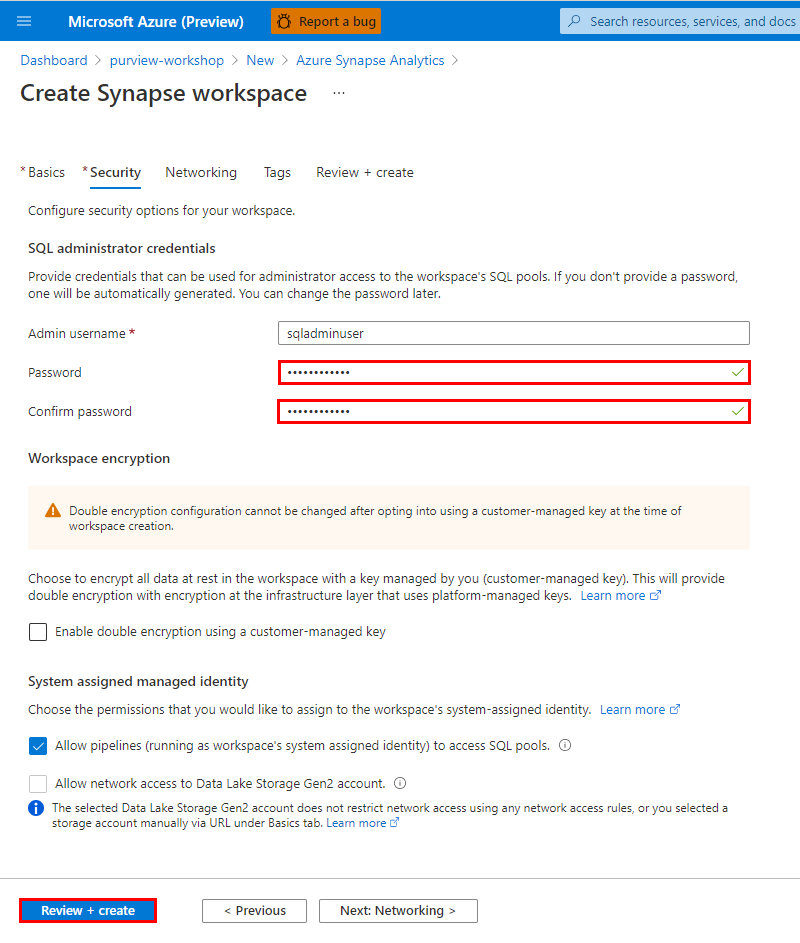 Microsoft Azure (Preview)
Report a bug
Search resources, services, and docs
Dashboard > purview-workshop > New > Azure Synapse Analytics >
Create Synapse workspace ...
* Basics * Security Networking Tags Review + create
Configure security options for your workspace.
SQL administrator credentials
Provide credentials that can be used for administrator access to the workspace's SQL pools. If you don't provide a password,
one will be automatically generated. You can change the password later.
Admin username *
sqladminuser
Password
••••••••••••
Confirm password
••••••••••••
Workspace encryption
Double encryption configuration cannot be changed after opting into using a customer-managed key at the time of
workspace creation.
Choose to encrypt all data at rest in the workspace with a key managed by you (customer-managed key). This will provide
double encryption with encryption at the infrastructure layer that uses platform-managed keys. Learn more
Enable double encryption using a customer-managed key
System assigned managed identity
Choose the permissions that you would like to assign to the workspace's system-assigned identity. Learn more
Allow pipelines (running as workspace's system assigned identity) to access SQL pools.
Allow network access to Data Lake Storage Gen2 account.
The selected Data Lake Storage Gen2 account does not restrict network access using any network access rules, or you selected a
storage account manually via URL under Basics tab. Learn more
Review + create
< Previous
Next: Networking >